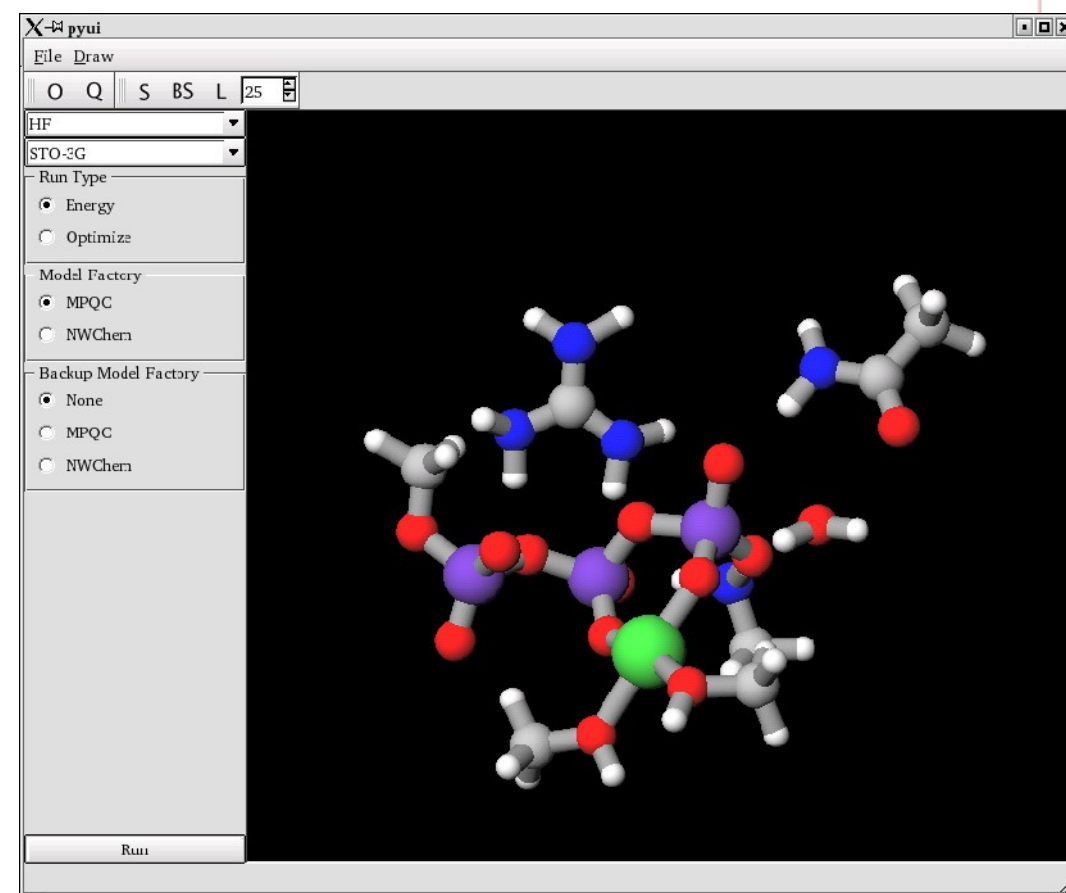 pyui
File Draw
O Q S BS L 25
HF
STO-3G
Run Type
Energy
Optimize
Model Factory
MPQC
NWChem
Backup Model Factory
None
MPQC
NWChem
Run